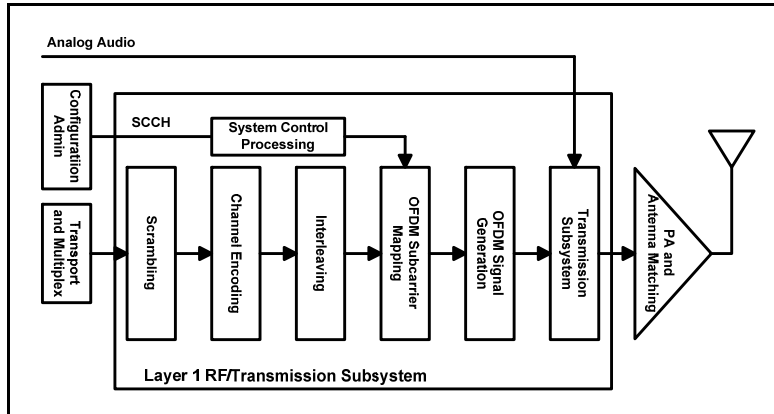 Analog Audio
Configuratiion
Admin
SCCH
System Control
Processing
Transport
and Multiplex
Scrambling
Channel Encoding
Interleaving
OFDM Subcarrier
Mapping
OFDM Signal
Generation
Transmission
Subsystem
PA and
Antenna Matching
Layer 1 RF/Transmission Subsystem